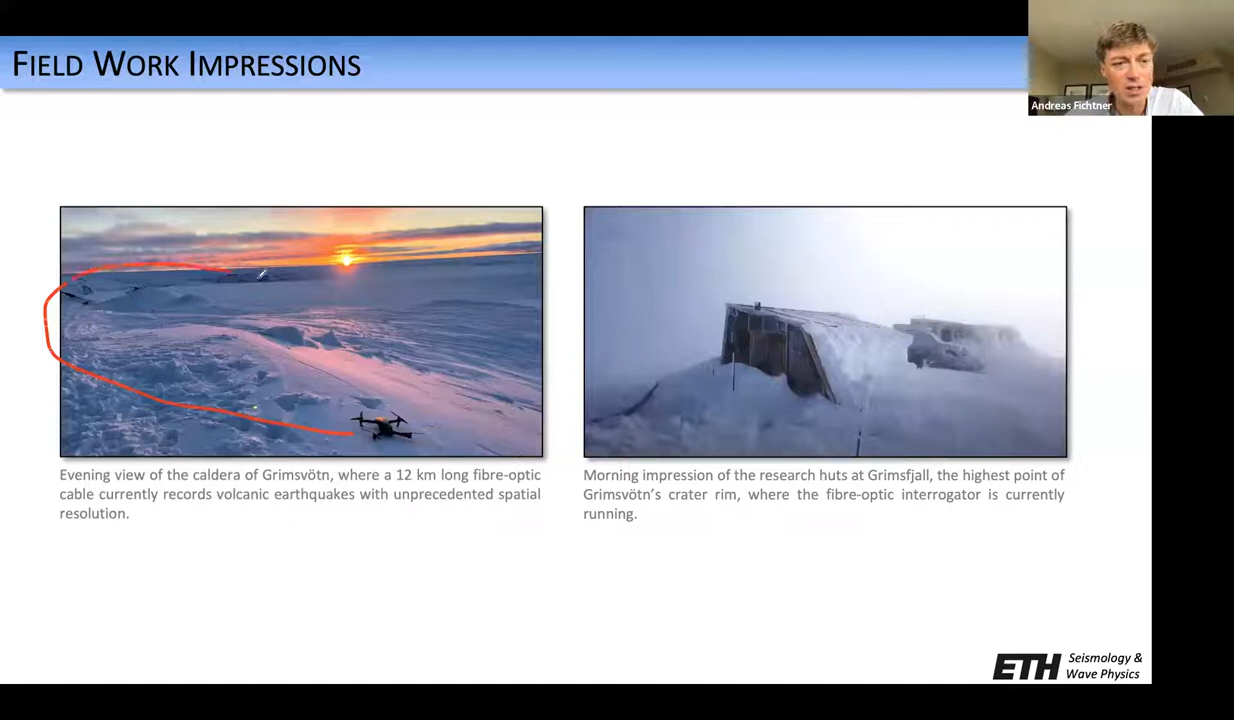 FIELD WORK IMPRESSIONS
Andreas Fichtner
Evening view of the caldera of Grimsvötn, where a 12 km long fibre-optic
cable currently records volcanic earthquakes with unprecedented spatial
resolution.
Morning impression of the research huts at Grimsfjall, the highest point of
Grimsvötn's crater rim, where the fibre-optic interrogator is currently
running.
ETH Seismology &
Wave Physics